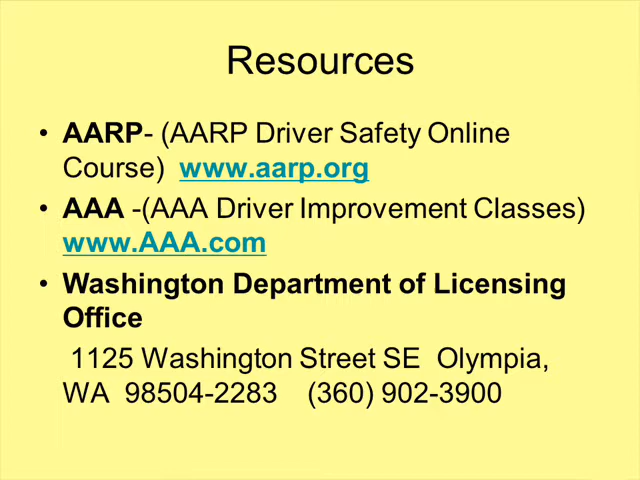 Resources
• AARP- (AARP Driver Safety Online
Course)  www.aarp.org
• AAA -(AAA Driver Improvement Classes)
www.AAA.com
• Washington Department of Licensing
Office
1125 Washington Street SE  Olympia,
WA  98504-2283    (360) 902-3900